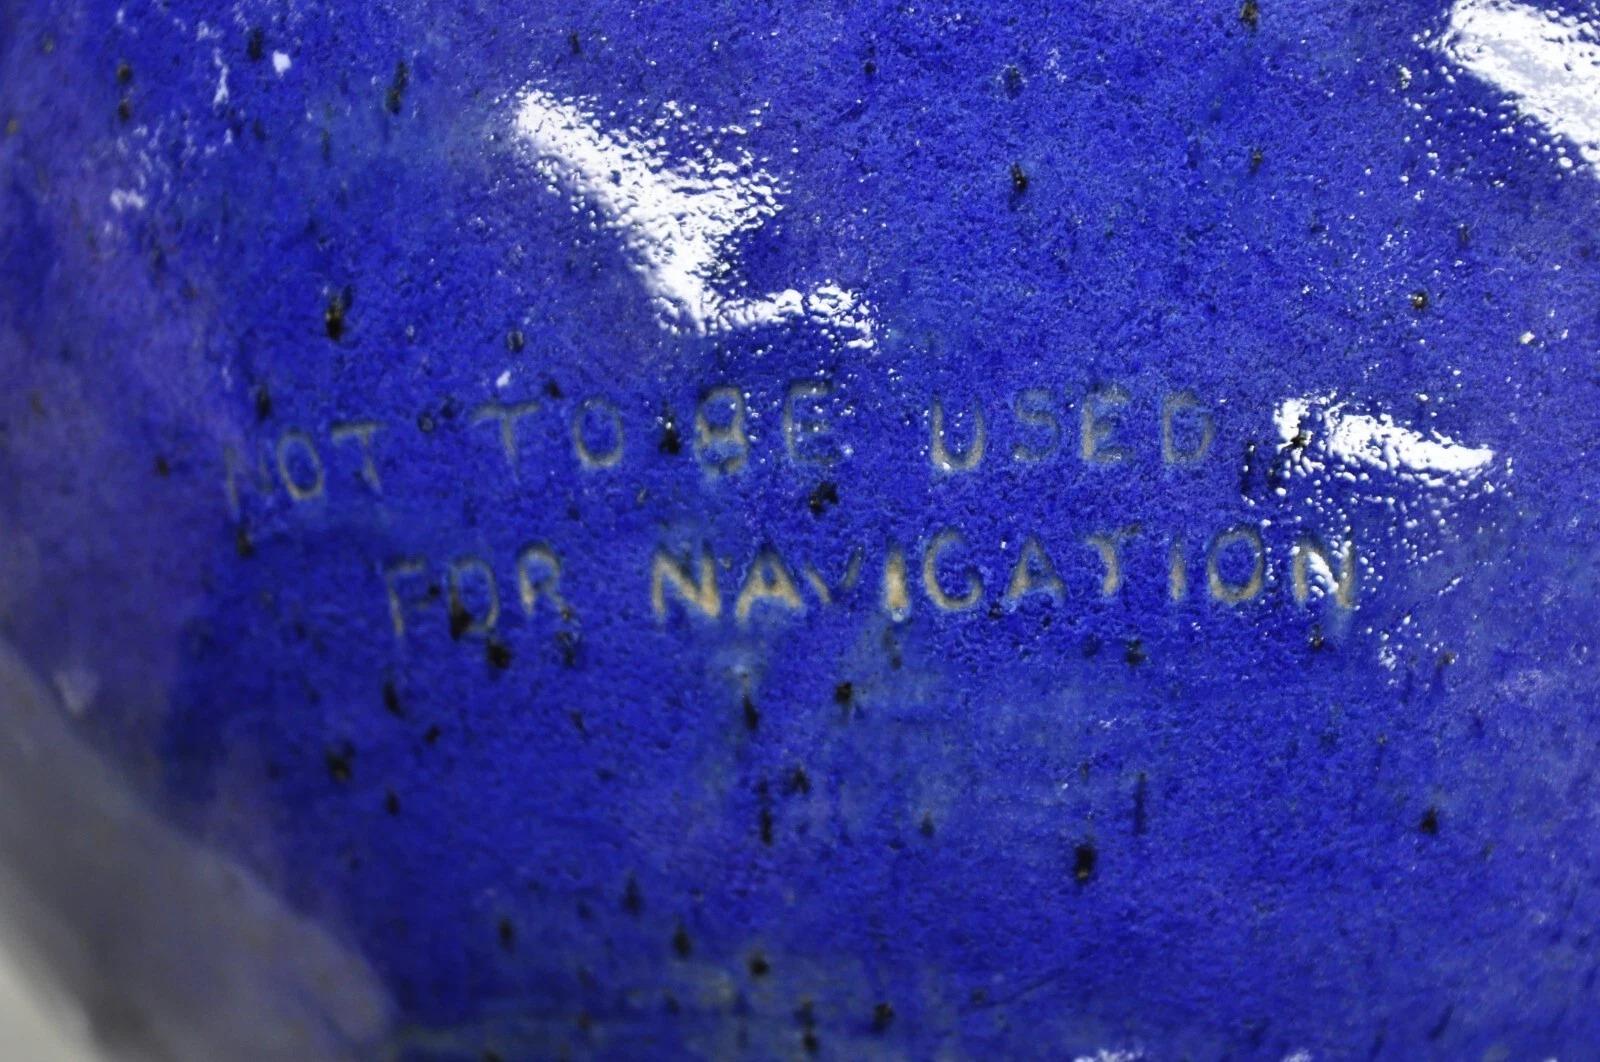 NOT TO BE USED
FOR NAVIGATION